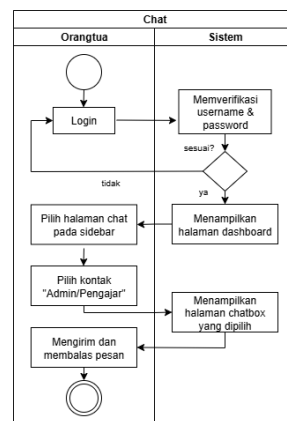 Chat
Orangtua
Sistem
Login
Memverifikasi
username &
password
sesuai?
tidak
ya
Pilih halaman chat
pada sidebar
Menampilkan
halaman dashboard
Pilih kontak
"Admin/Pengajar"
Menampilkan
halaman chatbox
yang dipilih
Mengirim dan
membalas pesan